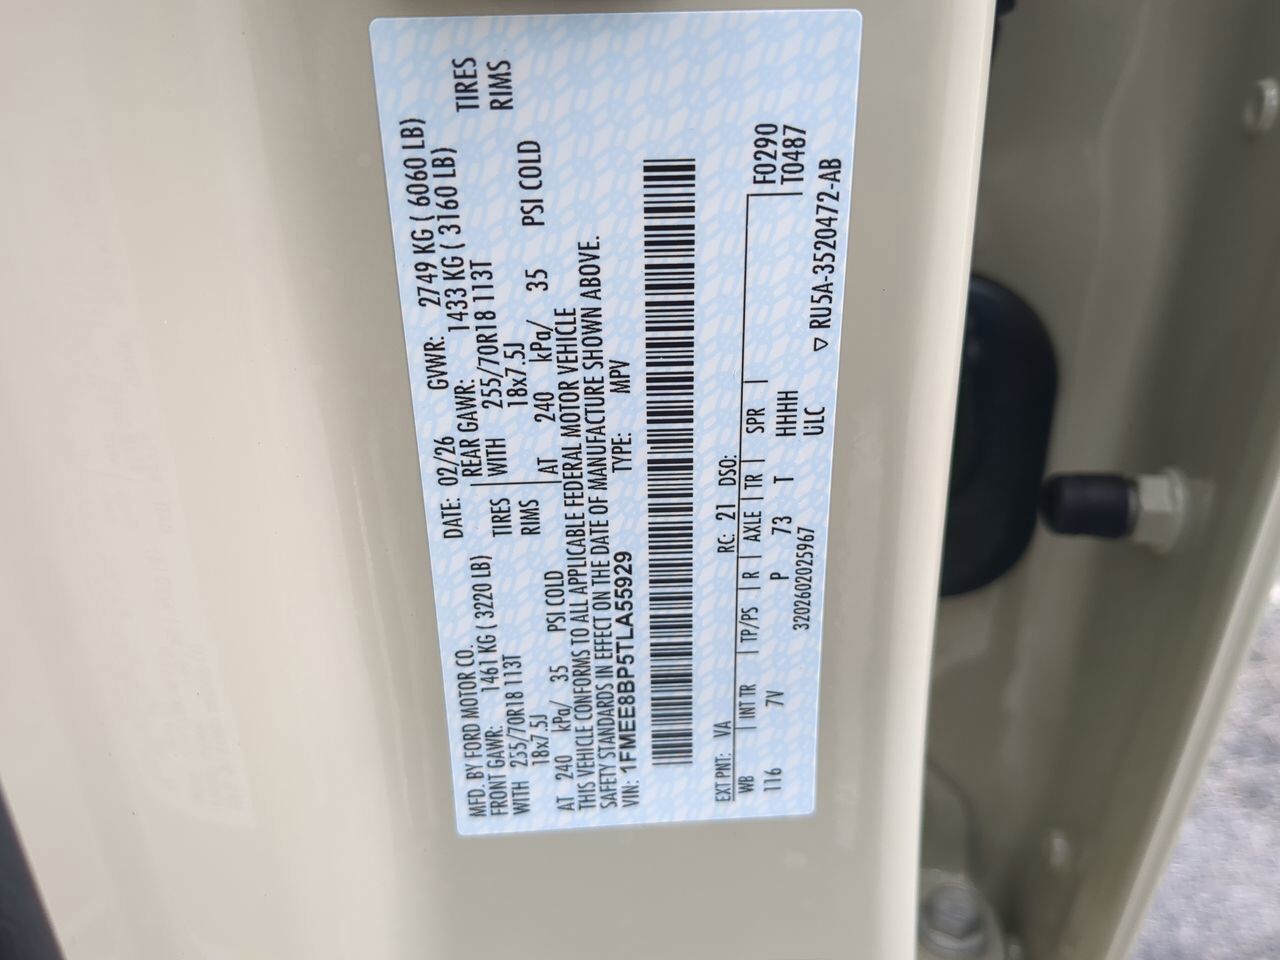 MFD. BY FORD MOTOR CO.
DATE: 02/26 GVWR: 2749 KG ( 6060 LB)
FRONT GAWR: 1461 KG ( 3220 LB) REAR GAWR: 1433 KG ( 3160 LB)
WITH 255/70R18 113T TIRES WITH 255/70R18 113T TIRES
18x7.5J RIMS 18x7.5J RIMS
AT 240 kPa/ 35 PSI COLD AT 240 kPa/ 35 PSI COLD
THIS VEHICLE CONFORMS TO ALL APPLICABLE FEDERAL MOTOR VEHICLE
SAFETY STANDARDS IN EFFECT ON THE DATE OF MANUFACTURE SHOWN ABOVE.
VIN: 1FMEE8BP5TLA55929 TYPE: MPV
EXT PNT: VA RC: 21 DSO:
WB INT TR TP/PS R AXLE TR SPR F0290
116 7V P 73 T HHHH T0487
3202602025967 ULC
▽ RU5A-3520472-AB